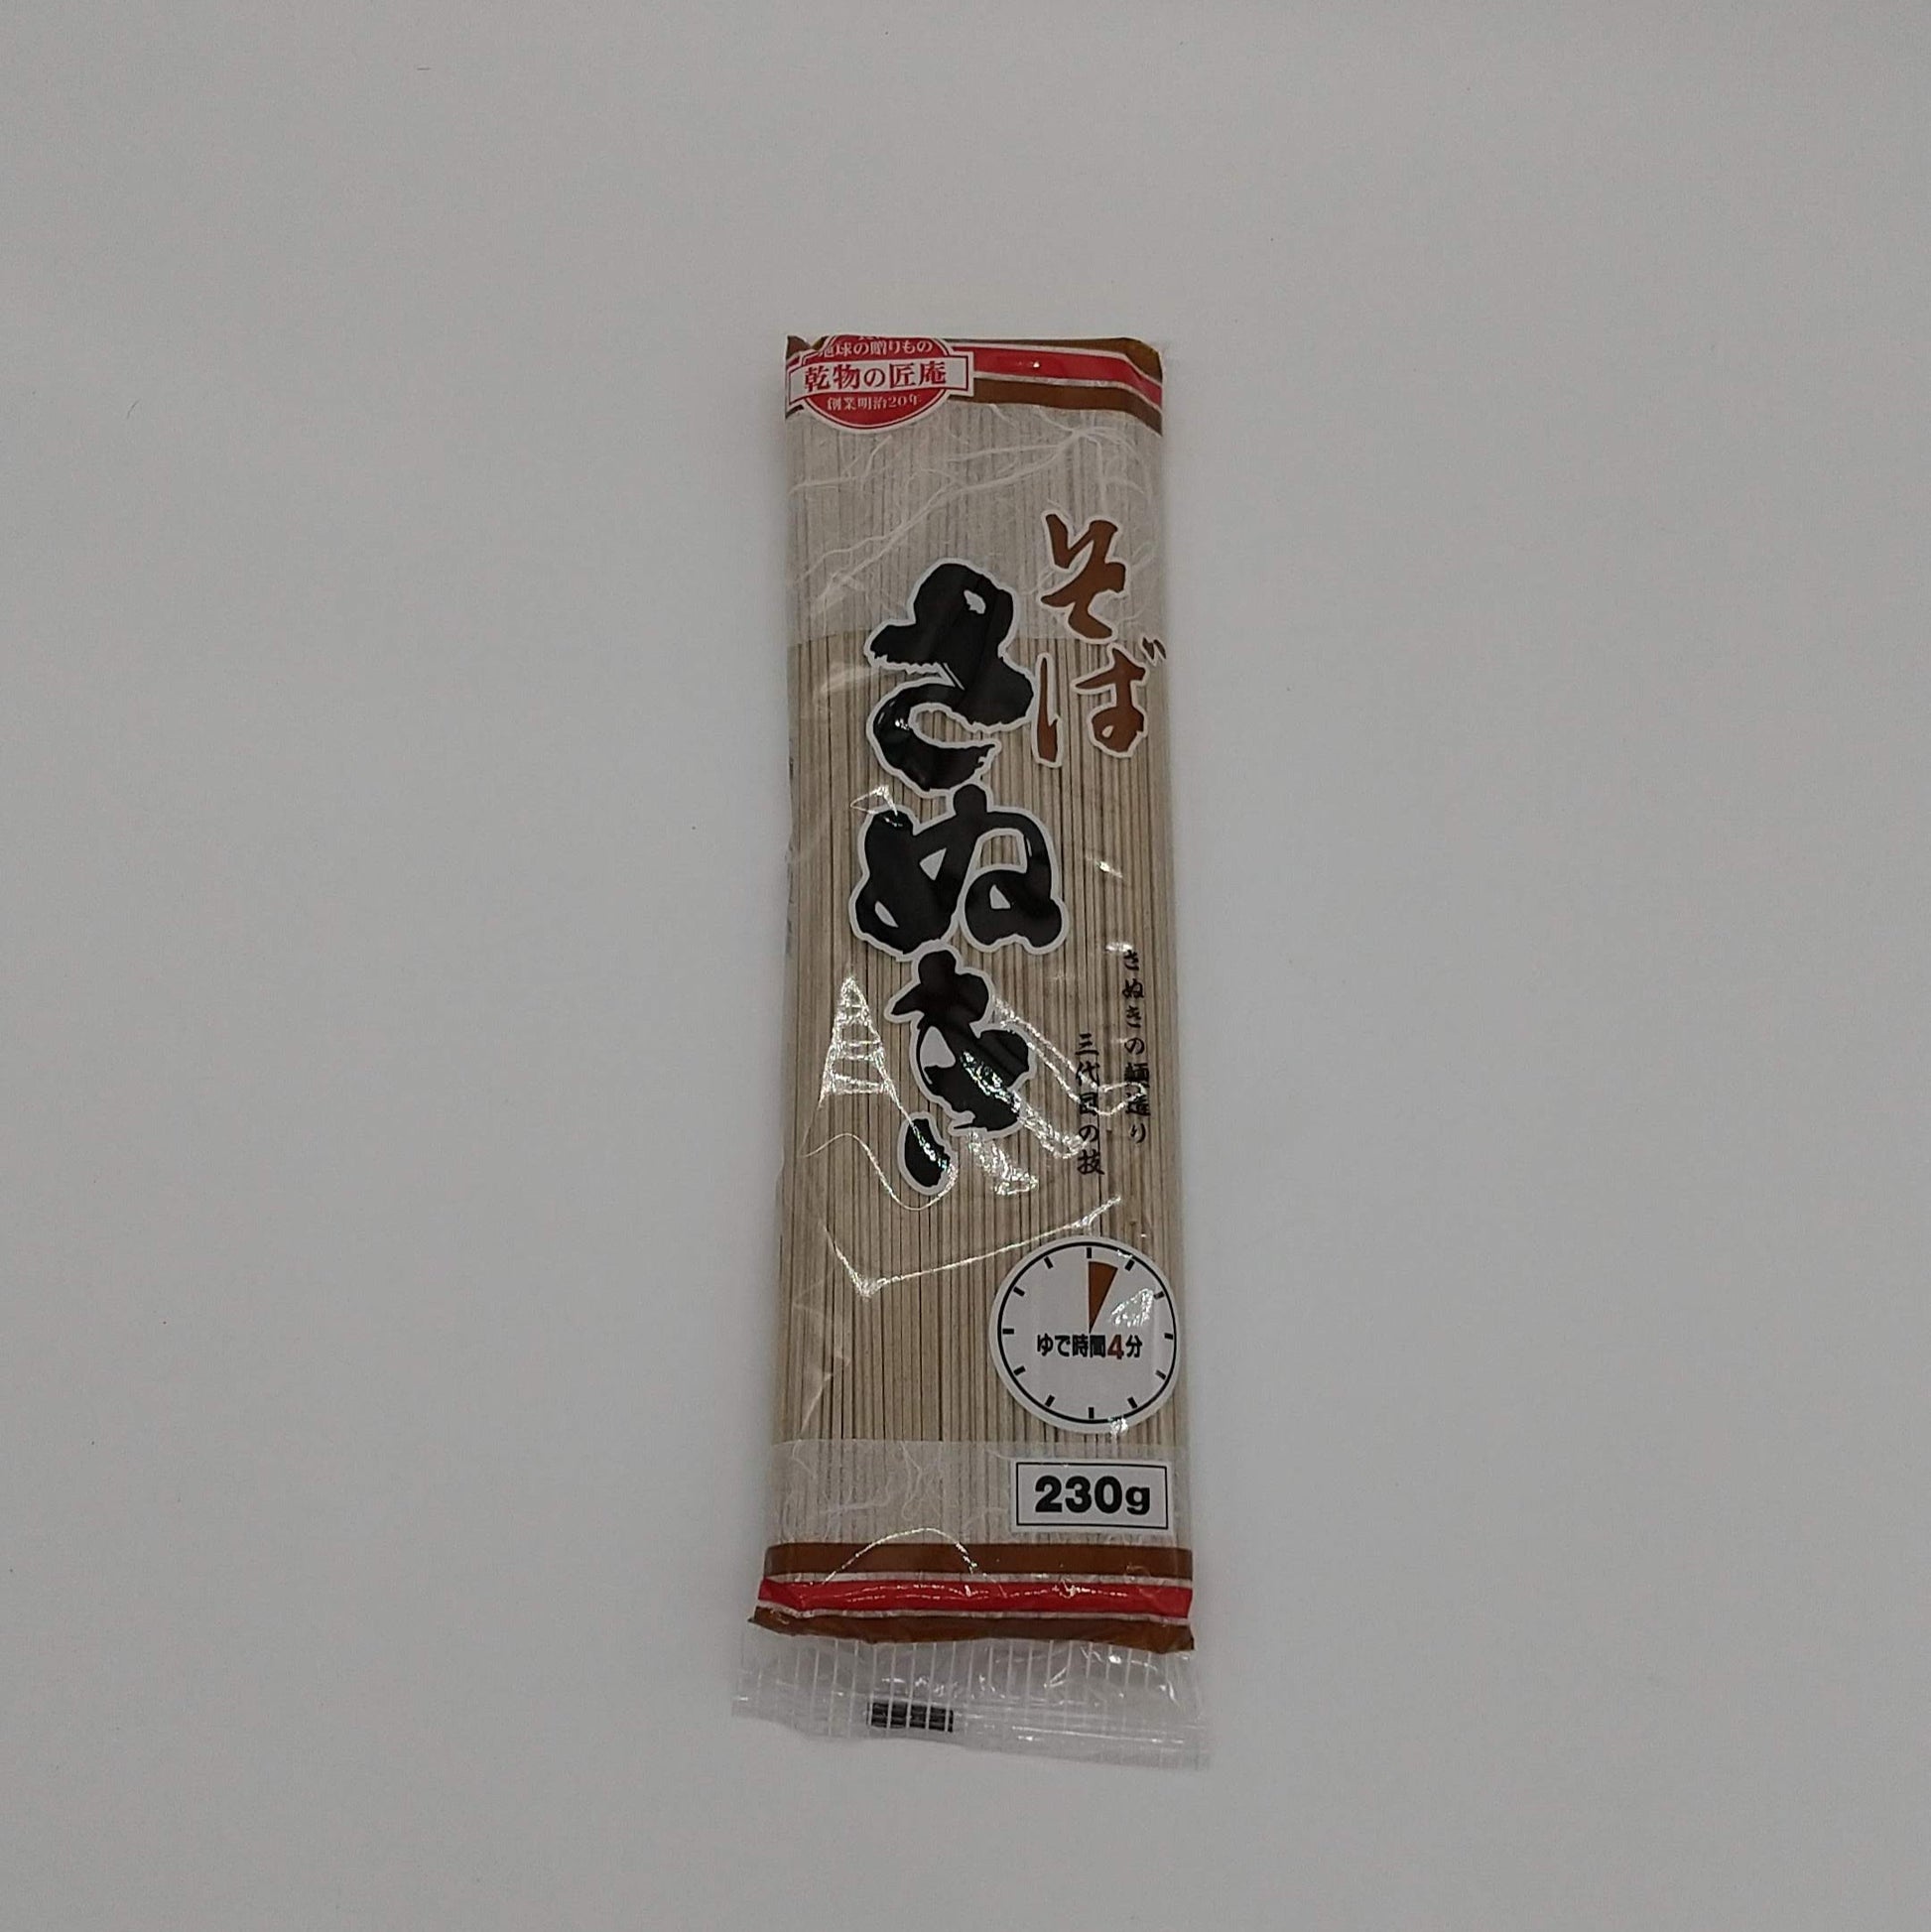 地球の贈りもの
乾物の匠庵
創業明治20年
そば
さぬき
さぬきの麺造り
三代目の技
ゆで時間4分
230g